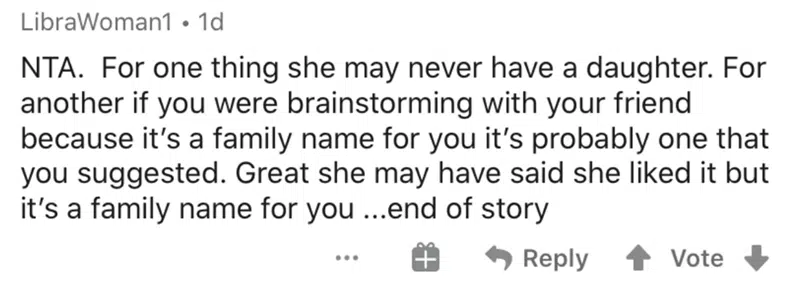 LibraWoman1 • 1d
NTA.  For one thing she may never have a daughter. For
another if you were brainstorming with your friend
because it’s a family name for you it’s probably one that
you suggested. Great she may have said she liked it but
it’s a family name for you ...end of story
... Reply Vote